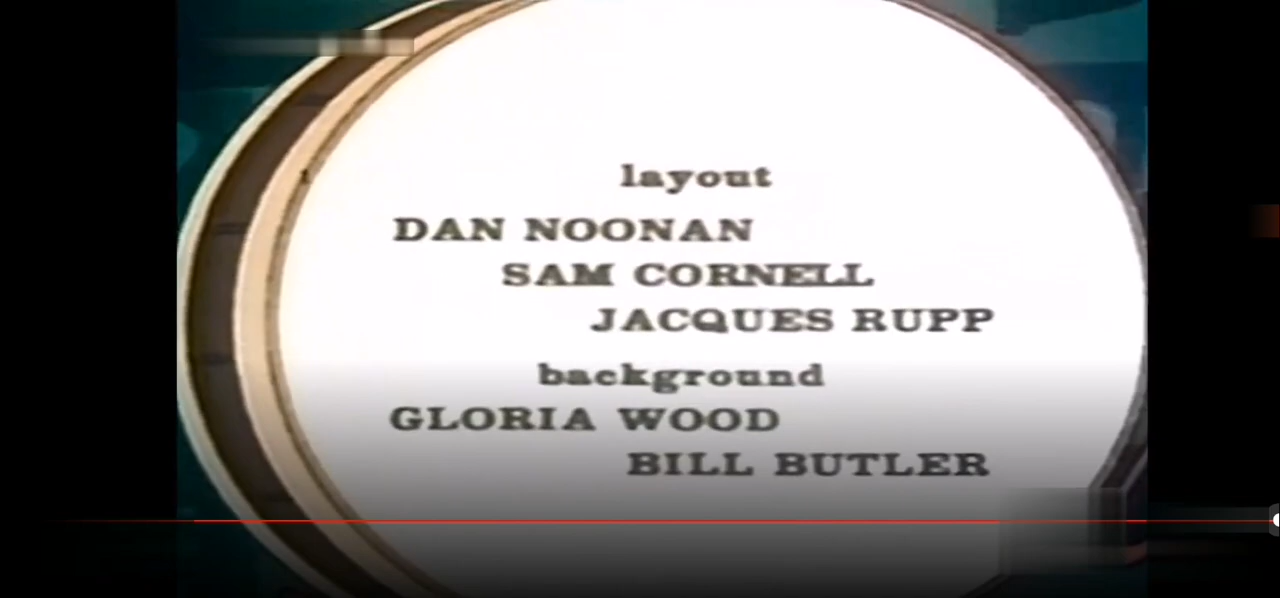 layout
DAN NOONAN
SAM CORNELL
JACQUES RUPP
background
GLORIA WOOD
BILL BUTLER